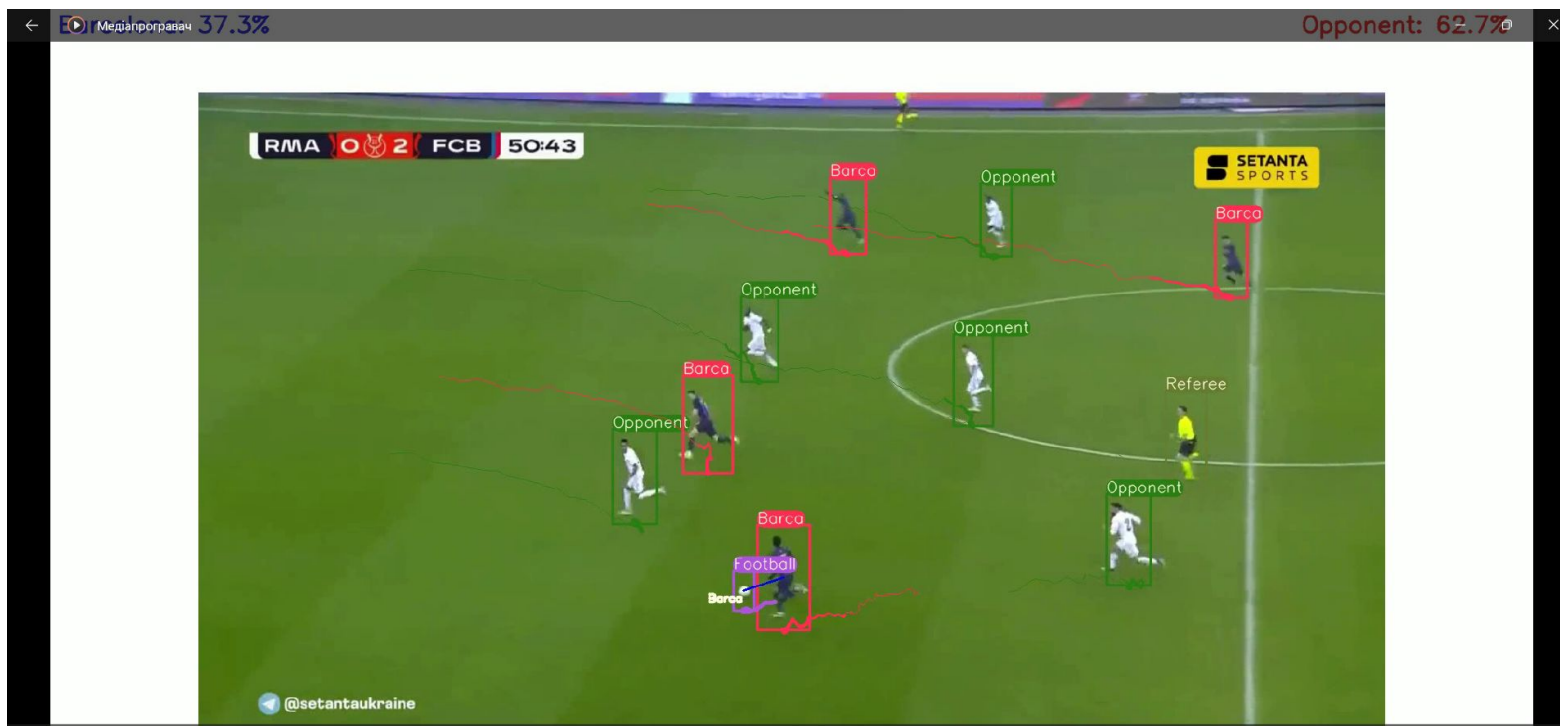 Медіапрогравач
37.3%
Opponent: 62.7%
RMA 0 2 FCB 50:43
SETANTA
SPORTS
Barca
Opponent
Barca
Opponent
Opponent
Barca
Referee
Opponent
Opponent
Barca
Football
Barca
@setantaukraine